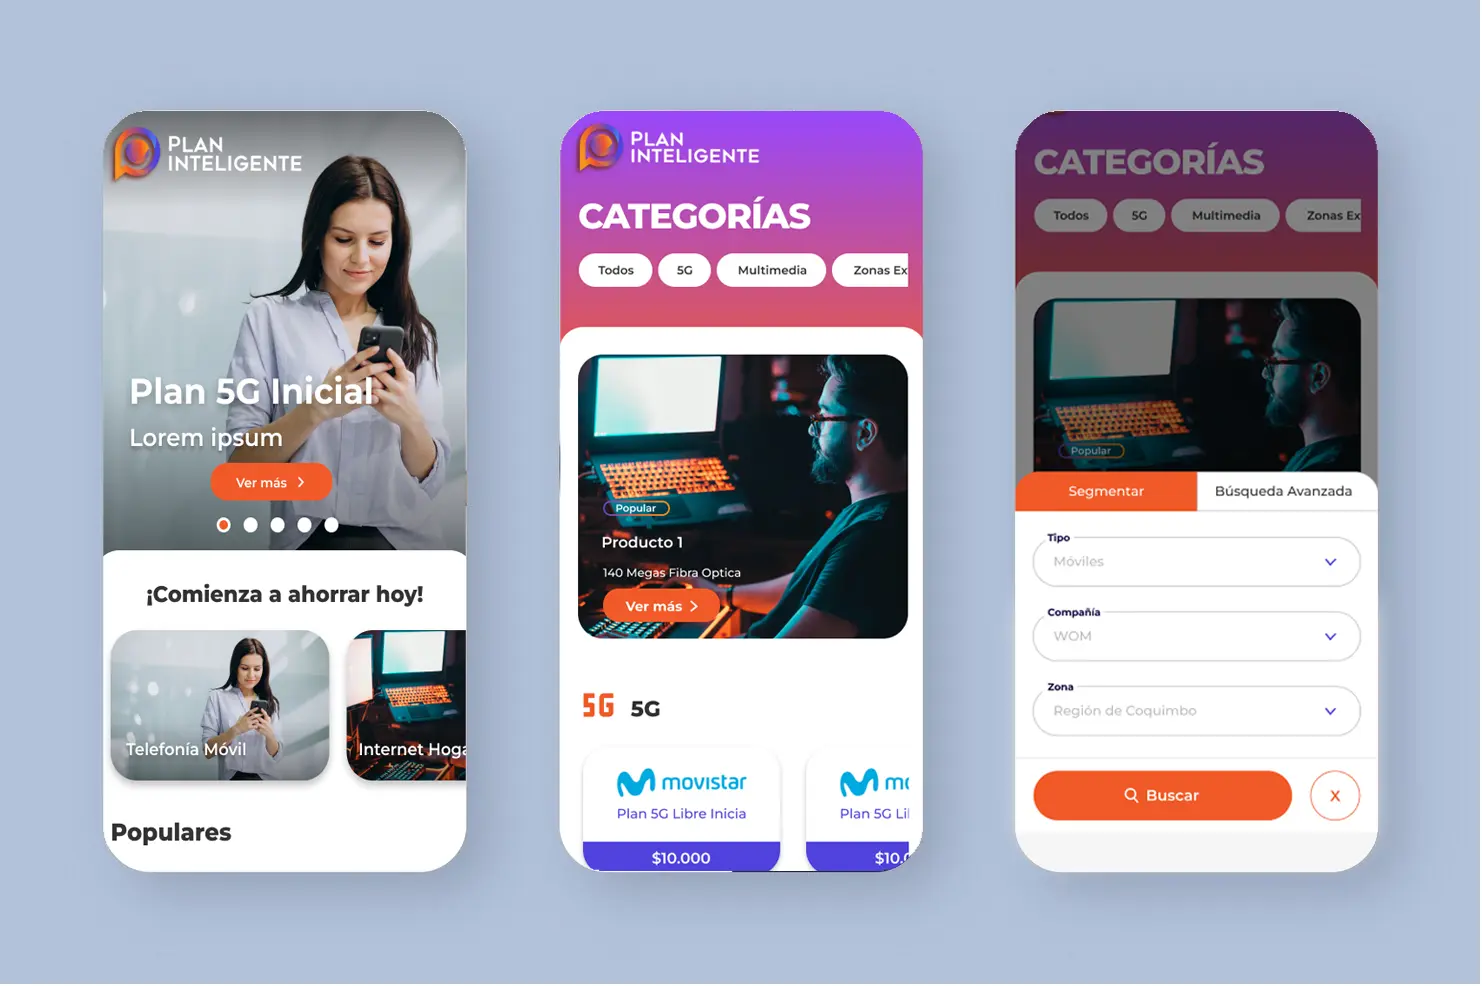 PLAN
INTELIGENTE
Plan 5G Inicial
Lorem ipsum
Ver más
¡Comienza a ahorrar hoy!
Telefonía Móvil
Internet Hoga
Populares
PLAN
INTELIGENTE
CATEGORÍAS
Todos 5G Multimedia Zonas Ex
Popular
Producto 1
140 Megas Fibra Optica
Ver más
5G 5G
movistar
Plan 5G Libre Inicia
$10.000
mo
Plan 5G Li
$10.0
CATEGORÍAS
Todos 5G Multimedia Zonas Ex
Popular
Segmentar Búsqueda Avanzada
Tipo
Móviles
Compañía
WOM
Zona
Región de Coquimbo
Buscar X